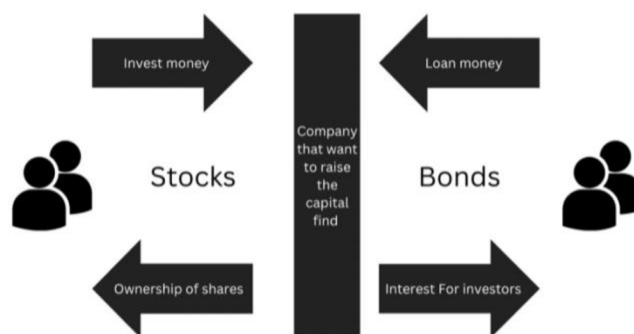 Invest money
Loan money
Company
that want
to raise
the
capital
find
Stocks
Bonds
Ownership of shares
Interest For investors